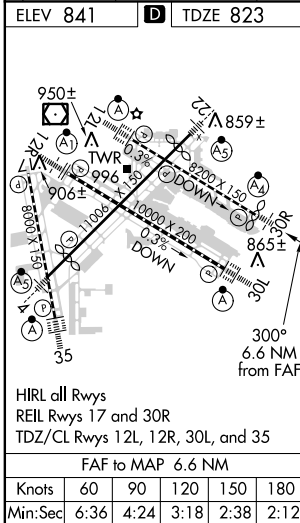 ELEV 841 D TDZE 823
950±
A
A1
12L
22
859±
A5
P
12R
TWR
996
0.3%
8200 X 150
DOWN
A4
30R
906±
11006 X 150
8000 X 150
10000 X 200
0.3%
DOWN
865±
A5
4
P
A
35
30L
A
300°
6.6 NM
from FAF
HIRL all Rwys
REIL Rwys 17 and 30R
TDZ/CL Rwys 12L, 12R, 30L, and 35
FAF to MAP 6.6 NM
Knots 60 90 120 150 180
Min:Sec 6:36 4:24 3:18 2:38 2:12